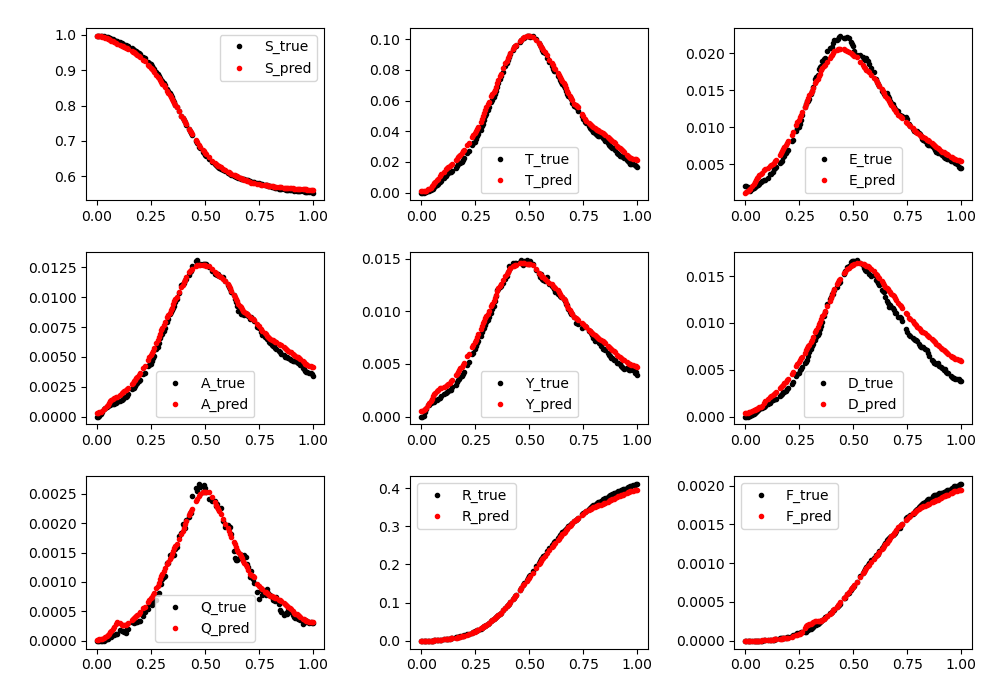 1.0
0.9
0.8
0.7
0.6
S_true
S_pred
0.00 0.25 0.50 0.75 1.00
0.10
0.08
0.06
0.04
0.02
0.00
T_true
T_pred
0.00 0.25 0.50 0.75 1.00
0.020
0.015
0.010
0.005
E_true
E_pred
0.00 0.25 0.50 0.75 1.00
0.0125
0.0100
0.0075
0.0050
0.0025
0.0000
A_true
A_pred
0.00 0.25 0.50 0.75 1.00
0.015
0.010
0.005
0.000
Y_true
Y_pred
0.00 0.25 0.50 0.75 1.00
0.015
0.010
0.005
0.000
D_true
D_pred
0.00 0.25 0.50 0.75 1.00
0.0025
0.0020
0.0015
0.0010
0.0005
0.0000
Q_true
Q_pred
0.00 0.25 0.50 0.75 1.00
0.4
0.3
0.2
0.1
0.0
R_true
R_pred
0.00 0.25 0.50 0.75 1.00
0.0020
0.0015
0.0010
0.0005
0.0000
F_true
F_pred
0.00 0.25 0.50 0.75 1.00